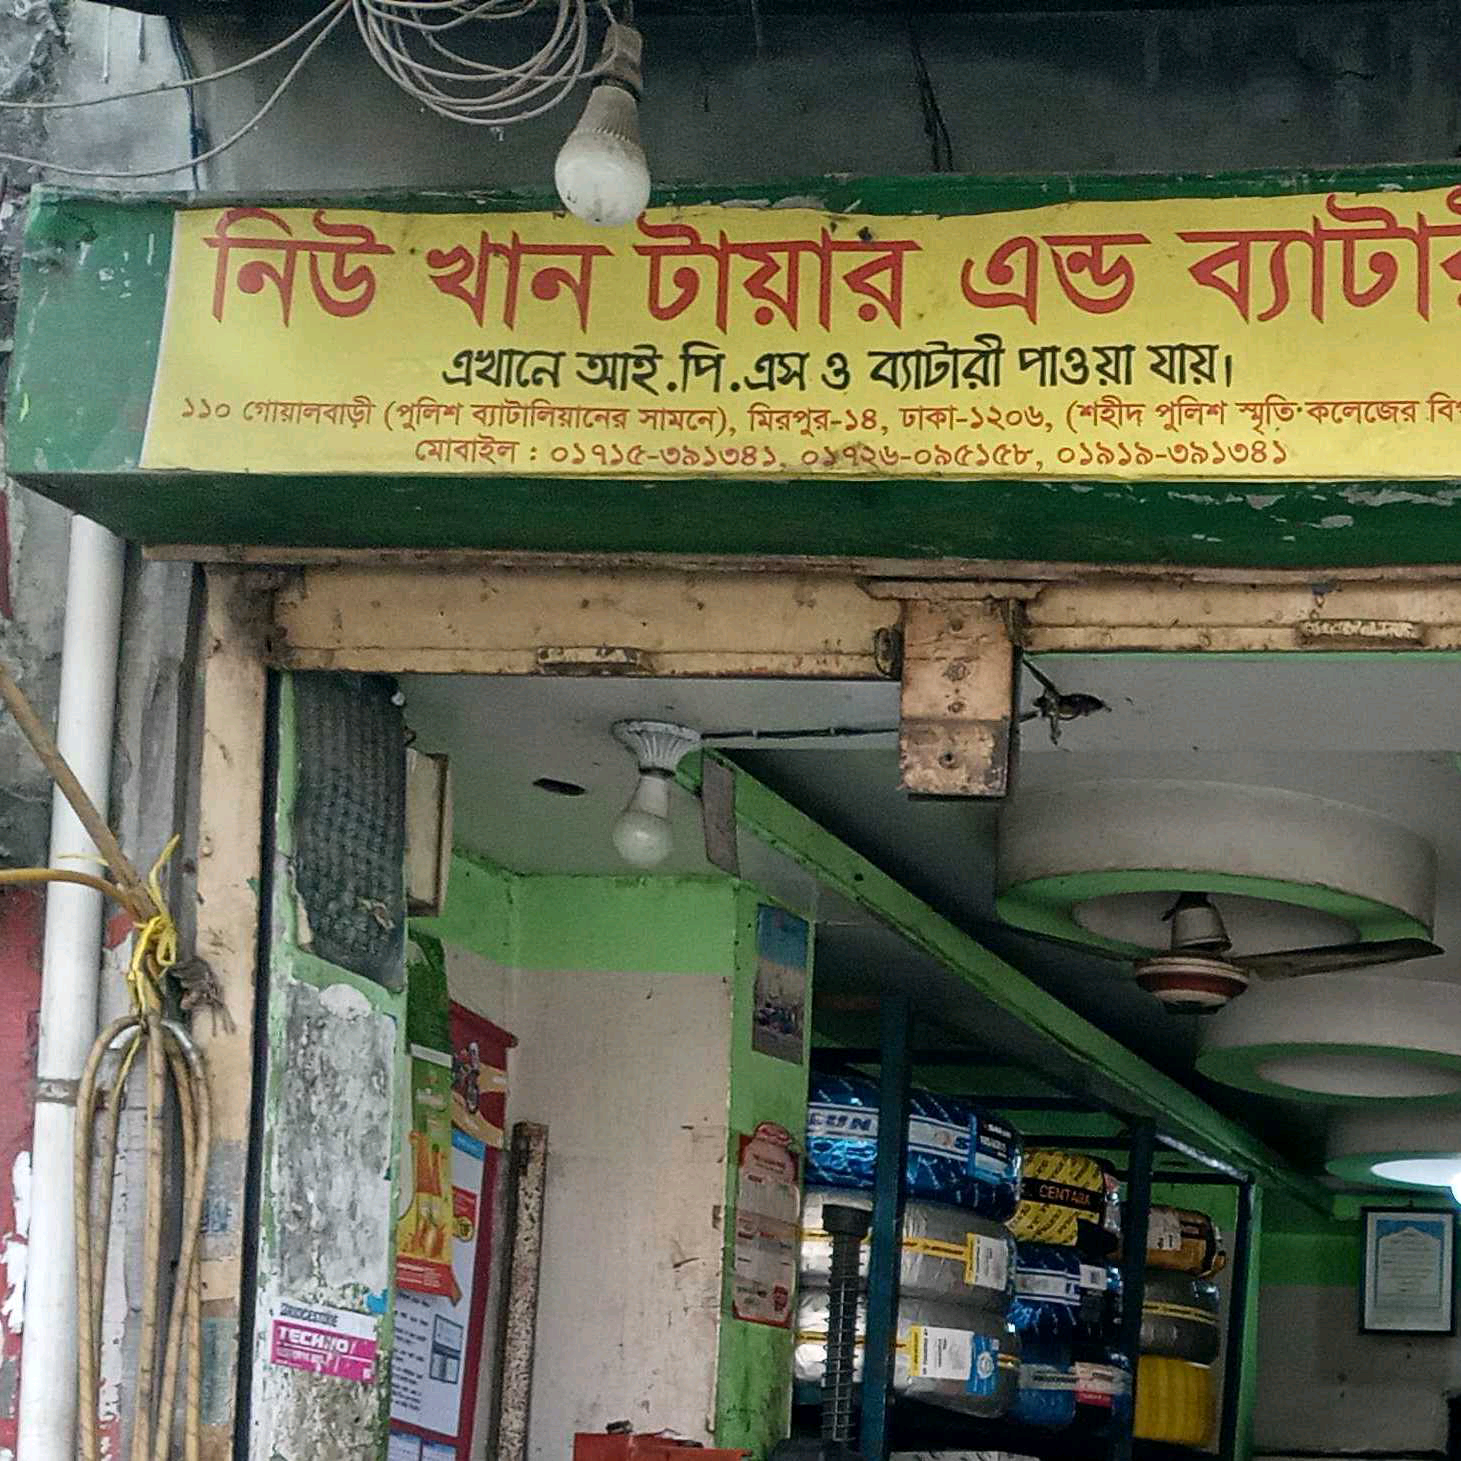 নিউ খান টায়ার এন্ড ব্যাটারী
এখানে আই.পি.এস ও ব্যাটারী পাওয়া যায়।
১১০ গোয়ালবাড়ী (পুলিশ ব্যাটালিয়ানের সামনে), মিরপুর-১৪, ঢাকা-১২০৬, (শহীদ পুলিশ স্মৃতি কলেজের
মোবাইল : ০১৭১৫-৩৯১৩৪১, ০১৭২৬-০৯৫১৫৮, ০১৯১৯-৩৯১৩৪১
CENTARA
BRIDGESTONE
TECHNO